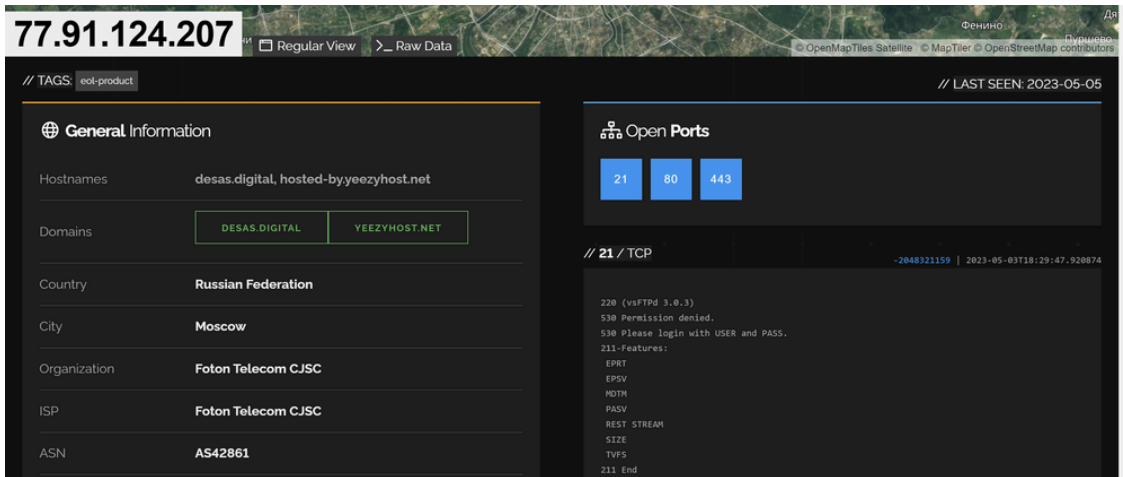 77.91.124.207
Regular View
>_ Raw Data
Фенино
Пуршево
© OpenMapTiles Satellite © MapTiler © OpenStreetMap contributors
// TAGS: eol-product
// LAST SEEN: 2023-05-05
General Information
Hostnames desas.digital, hosted-by.yeezyhost.net
Domains DESAS.DIGITAL YEEZYHOST.NET
Country Russian Federation
City Moscow
Organization Foton Telecom CJSC
ISP Foton Telecom CJSC
ASN AS42861
Open Ports
21 80 443
// 21 / TCP
-2048321159 | 2023-05-03T18:29:47.920874
220 (vsFTPd 3.0.3)
530 Permission denied.
530 Please login with USER and PASS.
211-Features:
EPRT
EPSV
MDTM
PASV
REST STREAM
SIZE
TVFS
211 End